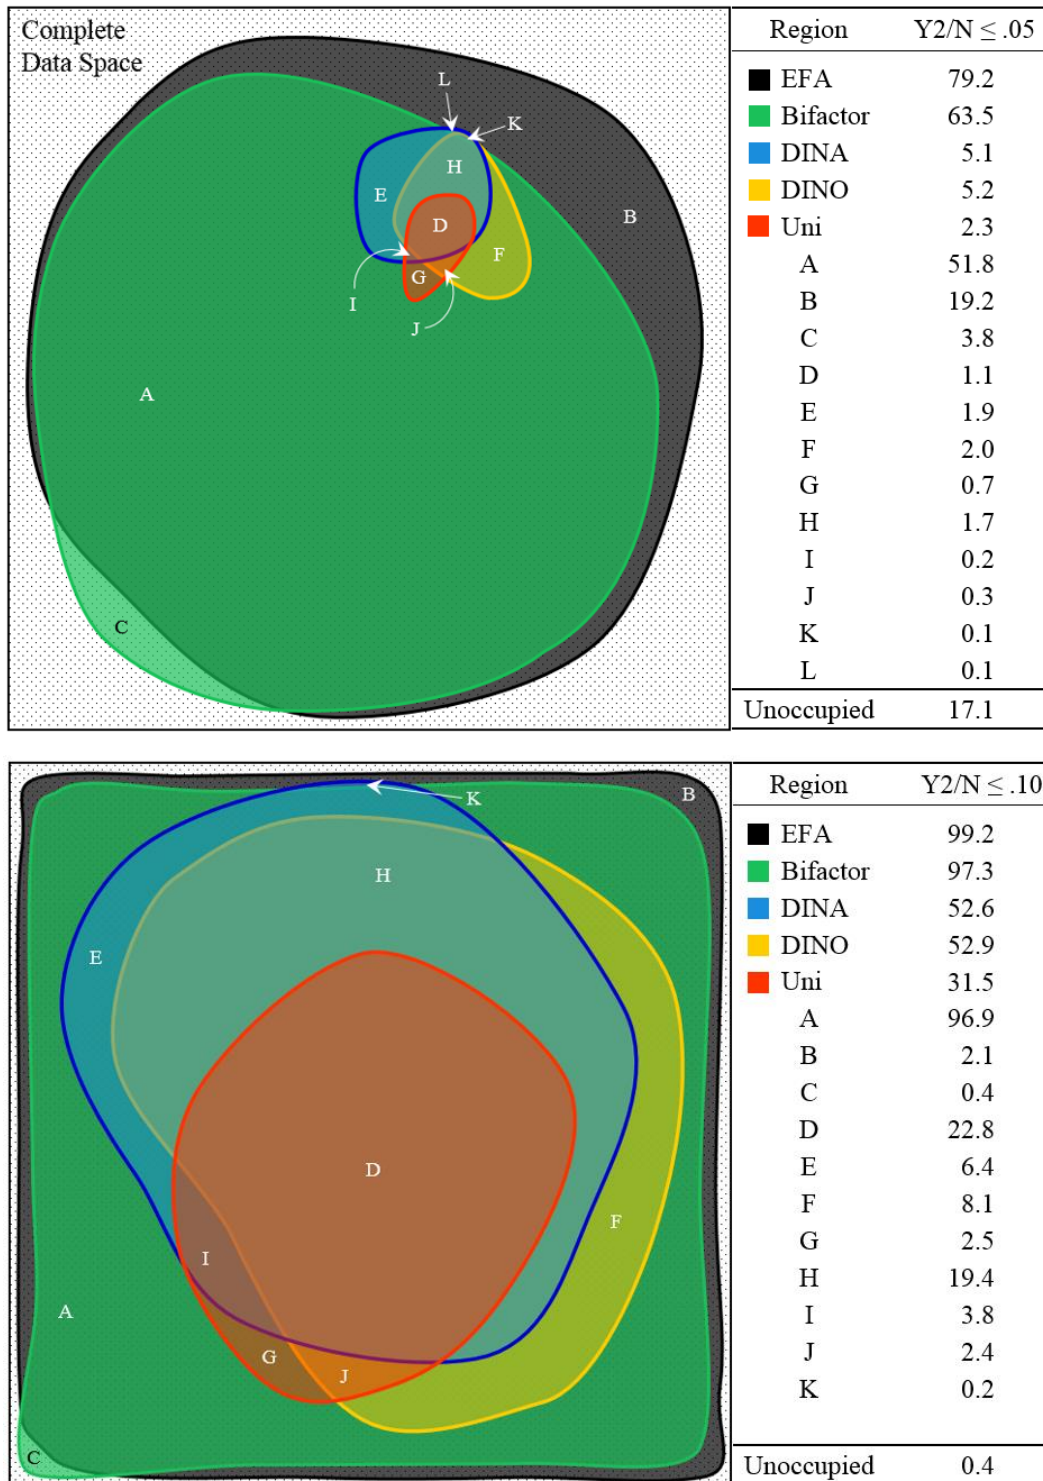 Complete
Data Space
L
K
H
E
D
B
F
G
I
J
A
C
Region Y2/N ≤ .05
EFA 79.2
Bifactor 63.5
DINA 5.1
DINO 5.2
Uni 2.3
A 51.8
B 19.2
C 3.8
D 1.1
E 1.9
F 2.0
G 0.7
H 1.7
I 0.2
J 0.3
K 0.1
L 0.1
Unoccupied 17.1
K
B
H
E
D
F
I
A
G
J
C
Region Y2/N ≤ .10
EFA 99.2
Bifactor 97.3
DINA 52.6
DINO 52.9
Uni 31.5
A 96.9
B 2.1
C 0.4
D 22.8
E 6.4
F 8.1
G 2.5
H 19.4
I 3.8
J 2.4
K 0.2
Unoccupied 0.4